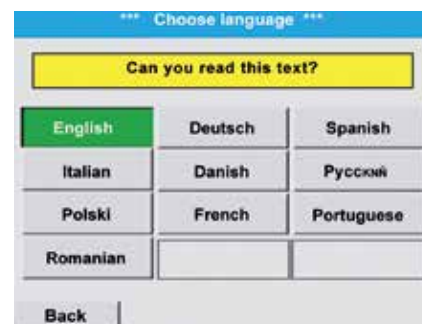 *** Choose language ***
Can you read this text?
English Deutsch Spanish
Italian Danish Русский
Polski French Portuguese
Romanian
Back